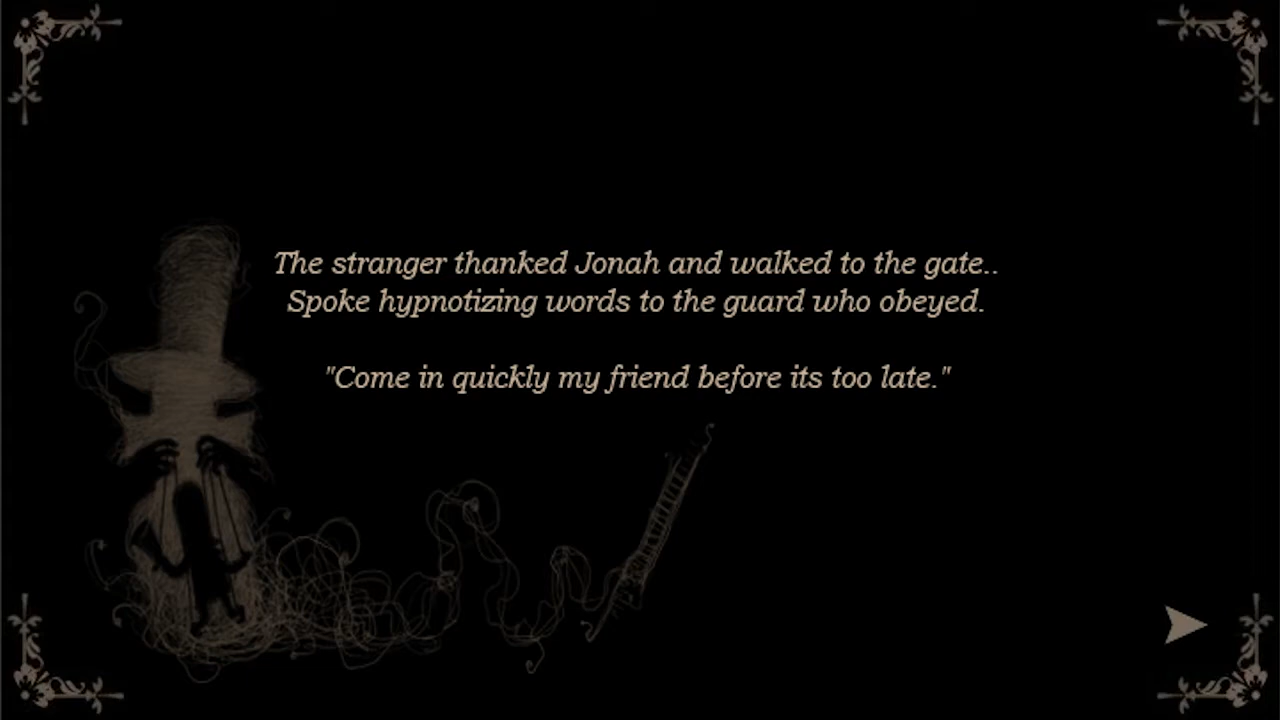 The stranger thanked Jonah and walked to the gate..
Spoke hypnotizing words to the guard who obeyed.
"Come in quickly my friend before its too late."